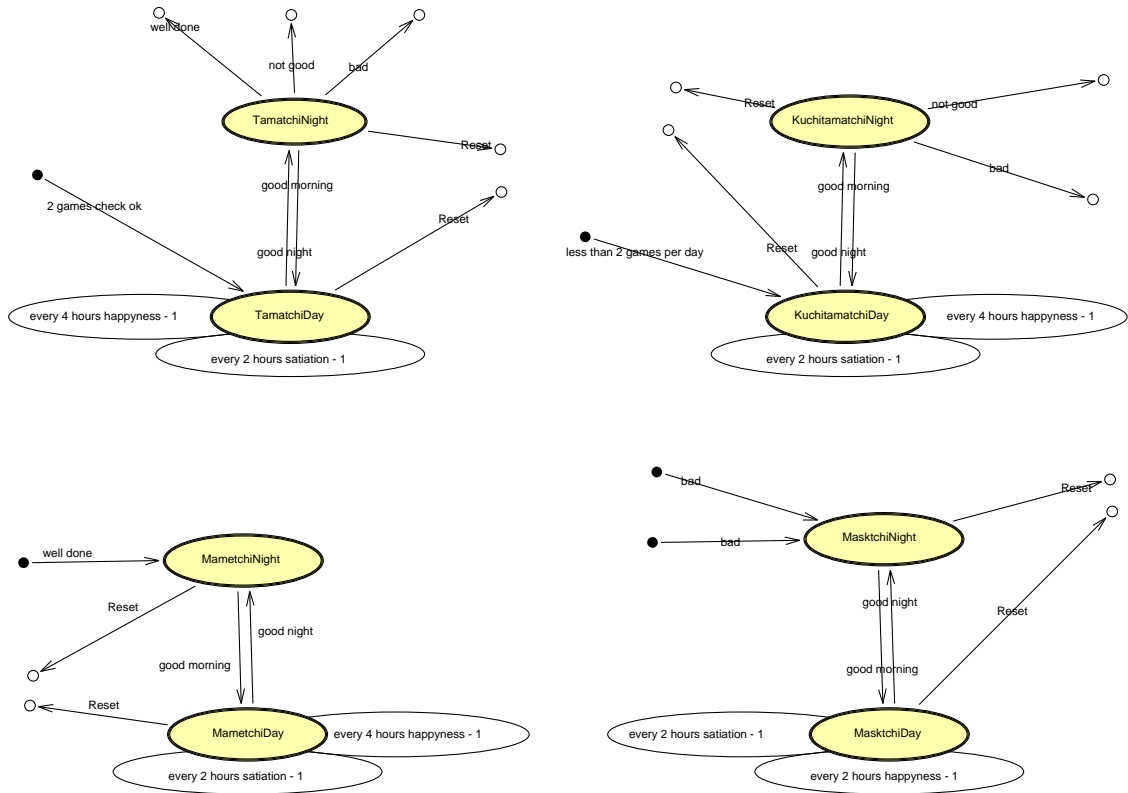 well done
not good
bad
TamatchiNight
Reset
good morning
2 games check ok
Reset
good night
every 4 hours happyness - 1
TamatchiDay
every 2 hours satiation - 1
Reset
not good
KuchitamatchiNight
bad
good morning
less than 2 games per day
Reset
good night
KuchitamatchiDay
every 4 hours happyness - 1
every 2 hours satiation - 1
well done
MametchiNight
Reset
good night
good morning
Reset
MametchiDay
every 4 hours happyness - 1
every 2 hours satiation - 1
bad
Reset
MasktchiNight
bad
good night
Reset
good morning
every 2 hours satiation - 1
MasktchiDay
every 2 hours happyness - 1